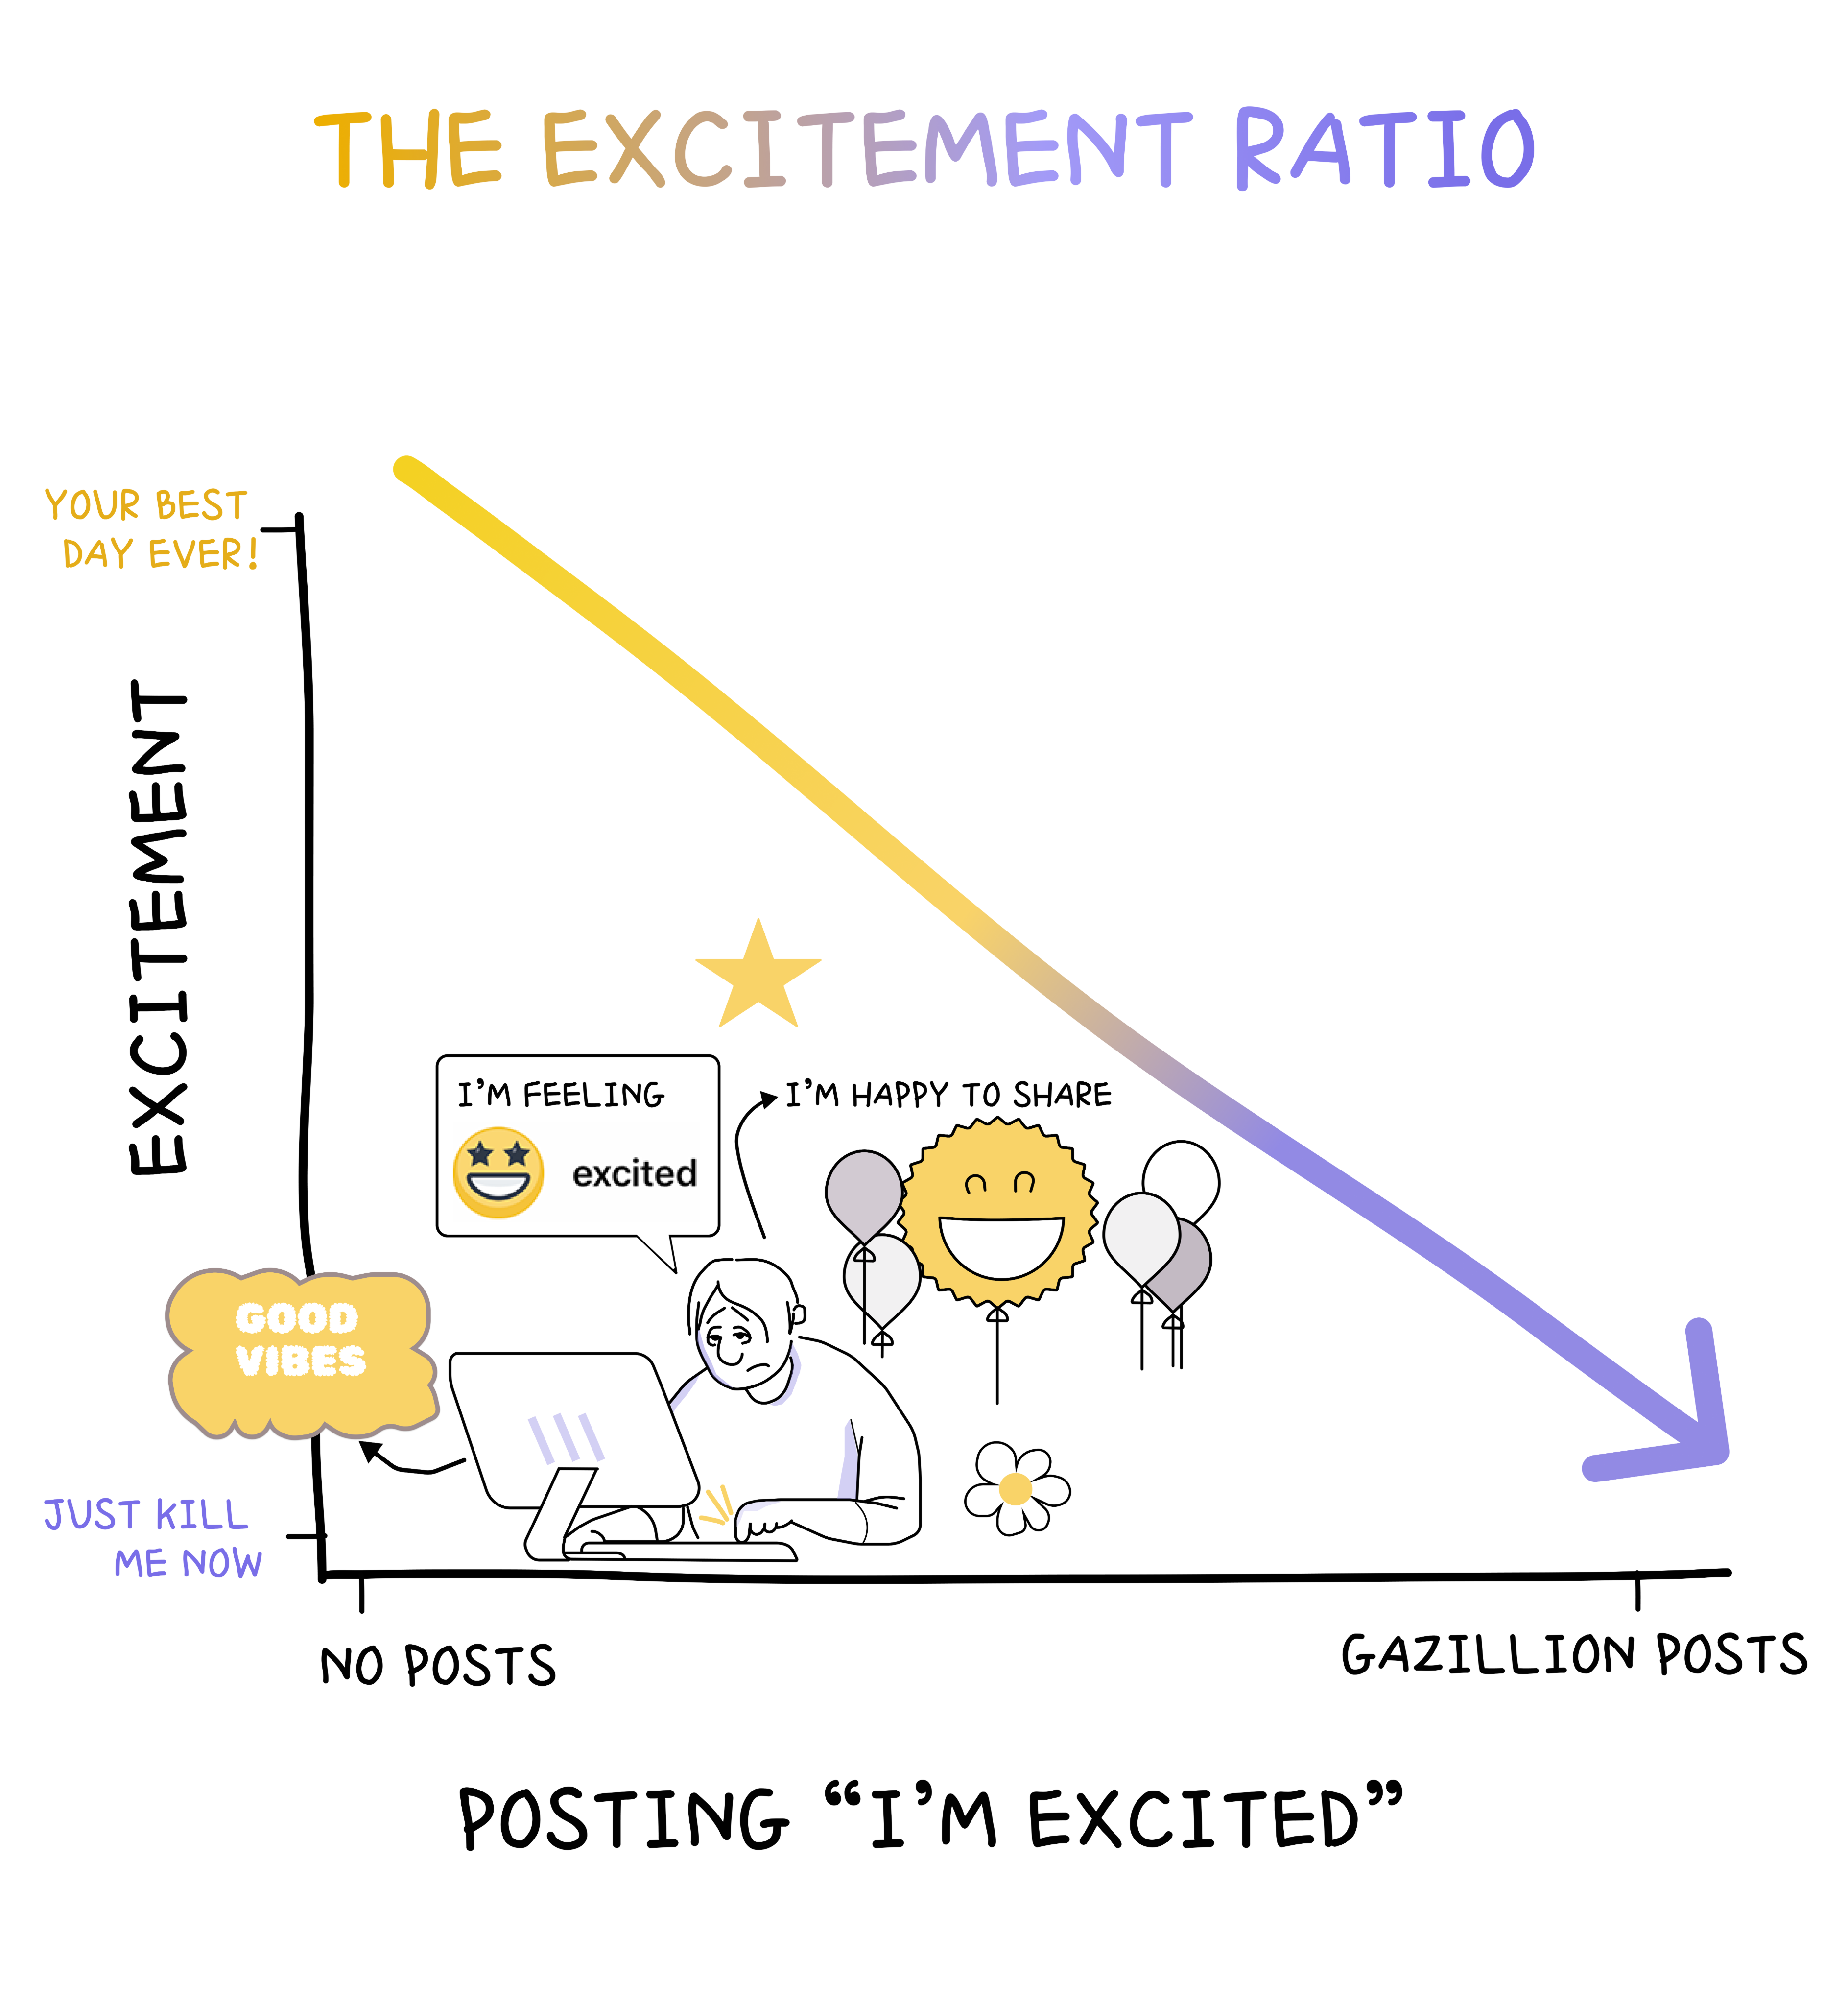 THE EXCITEMENT RATIO
YOUR BEST
DAY EVER!
EXCITEMENT
I'M FEELING
excited
I'M HAPPY TO SHARE
GOOD
VIBES
JUST KILL
ME NOW
NO POSTS
GAZILLION POSTS
POSTING “I'M EXCITED”